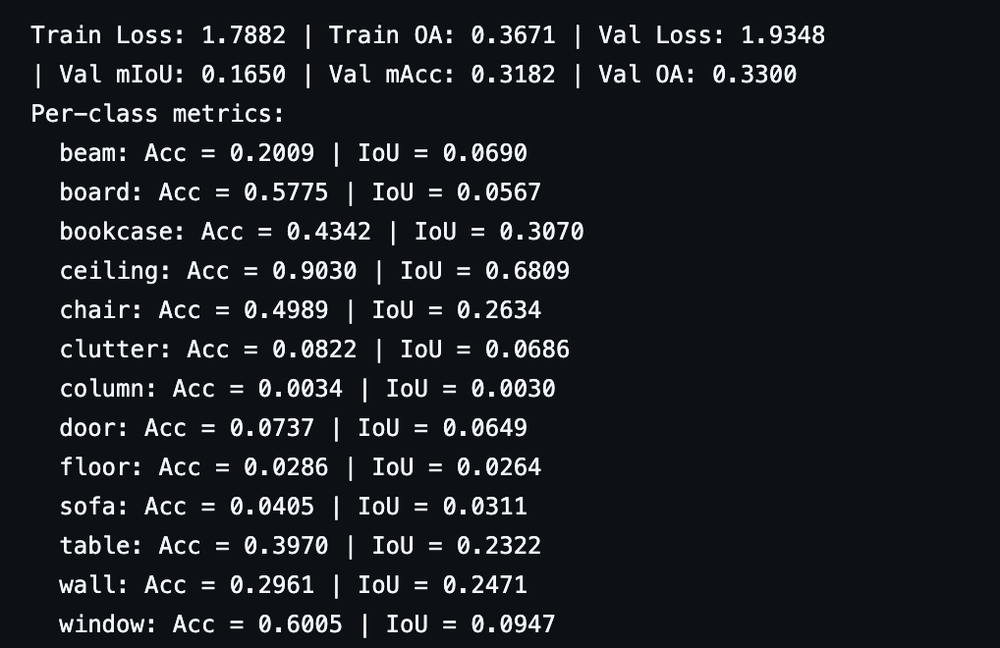 Train Loss: 1.7882 | Train OA: 0.3671 | Val Loss: 1.9348
| Val mIoU: 0.1650 | Val mAcc: 0.3182 | Val OA: 0.3300
Per-class metrics:
beam: Acc = 0.2009 | IoU = 0.0690
board: Acc = 0.5775 | IoU = 0.0567
bookcase: Acc = 0.4342 | IoU = 0.3070
ceiling: Acc = 0.9030 | IoU = 0.6809
chair: Acc = 0.4989 | IoU = 0.2634
clutter: Acc = 0.0822 | IoU = 0.0686
column: Acc = 0.0034 | IoU = 0.0030
door: Acc = 0.0737 | IoU = 0.0649
floor: Acc = 0.0286 | IoU = 0.0264
sofa: Acc = 0.0405 | IoU = 0.0311
table: Acc = 0.3970 | IoU = 0.2322
wall: Acc = 0.2961 | IoU = 0.2471
window: Acc = 0.6005 | IoU = 0.0947